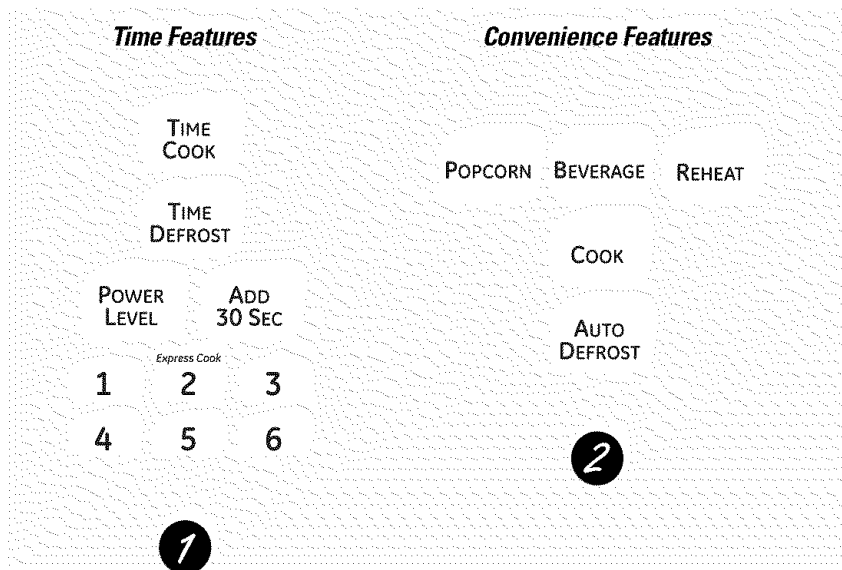 Time Features
TIME
COOK
TIME
DEFROST
POWER
LEVEL
ADD
30 SEC
Express Cook
1 2 3
4 5 6
1
Convenience Features
POPCORN BEVERAGE REHEAT
COOK
AUTO
DEFROST
2